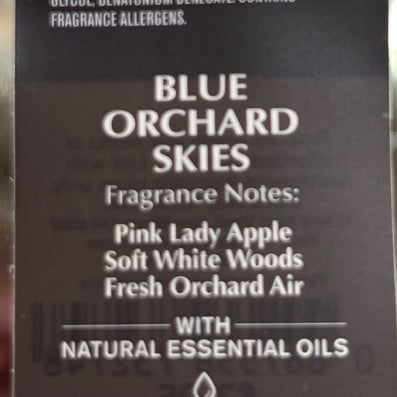 GLYCOL, DENATONIUM BENZOATE. CONTAINS
FRAGRANCE ALLERGENS.
BLUE
ORCHARD
SKIES
Fragrance Notes:
Pink Lady Apple
Soft White Woods
Fresh Orchard Air
WITH
NATURAL ESSENTIAL OILS